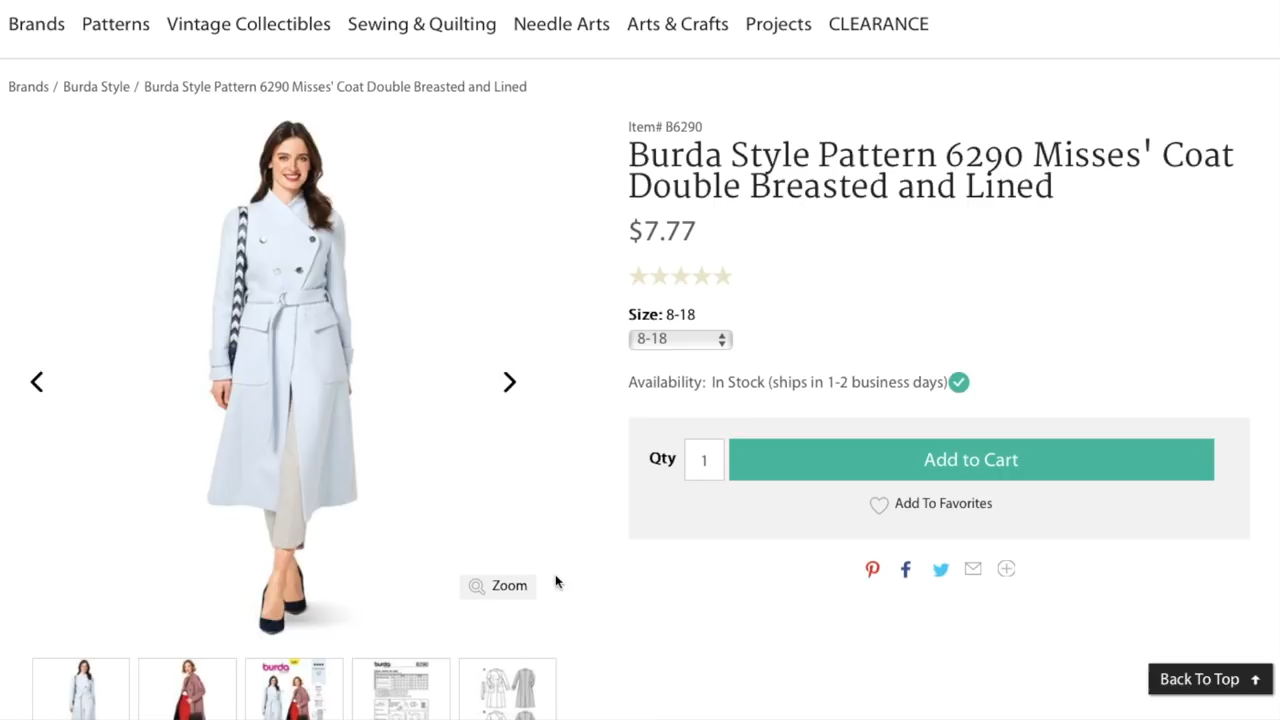 Brands Patterns Vintage Collectibles Sewing & Quilting Needle Arts Arts & Crafts Projects CLEARANCE
Brands / Burda Style / Burda Style Pattern 6290 Misses' Coat Double Breasted and Lined
Item# B6290
Burda Style Pattern 6290 Misses' Coat
Double Breasted and Lined
$7.77
Size: 8-18
8-18
Availability: In Stock (ships in 1-2 business days)
Qty 1 Add to Cart
Add To Favorites
Zoom
burda
burda 6290
Back To Top